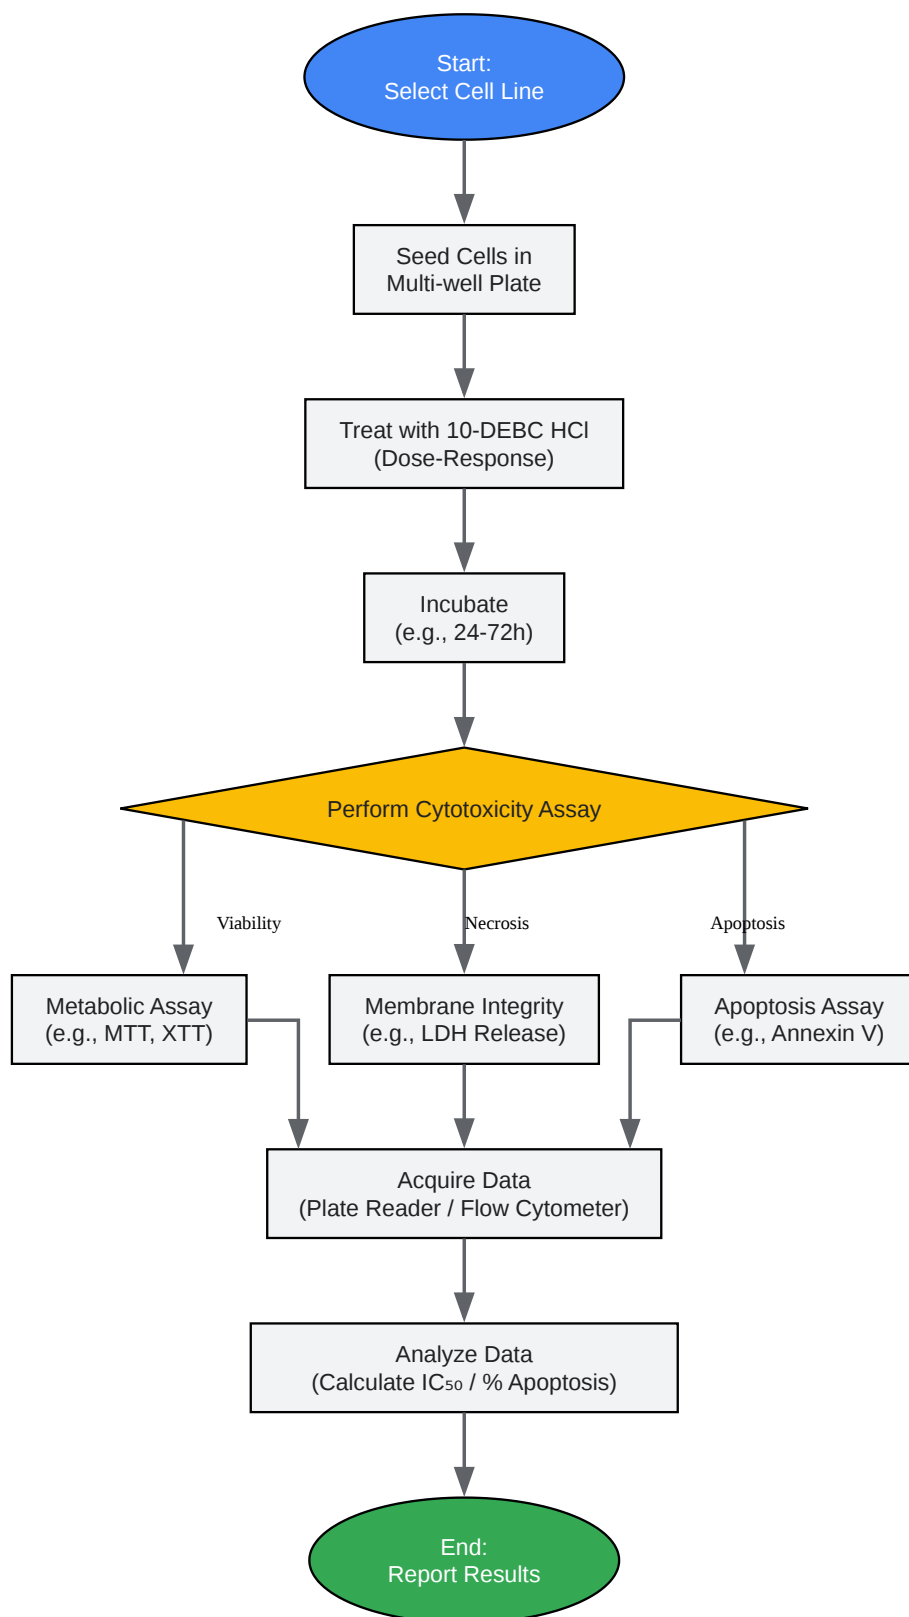 Start:
Select Cell Line
Seed Cells in
Multi-well Plate
Treat with 10-DEBC HCl
(Dose-Response)
Incubate
(e.g., 24-72h)
Perform Cytotoxicity Assay
Viability
Necrosis
Apoptosis
Metabolic Assay
(e.g., MTT, XTT)
Membrane Integrity
(e.g., LDH Release)
Apoptosis Assay
(e.g., Annexin V)
Acquire Data
(Plate Reader / Flow Cytometer)
Analyze Data
(Calculate IC₅₀ / % Apoptosis)
End:
Report Results